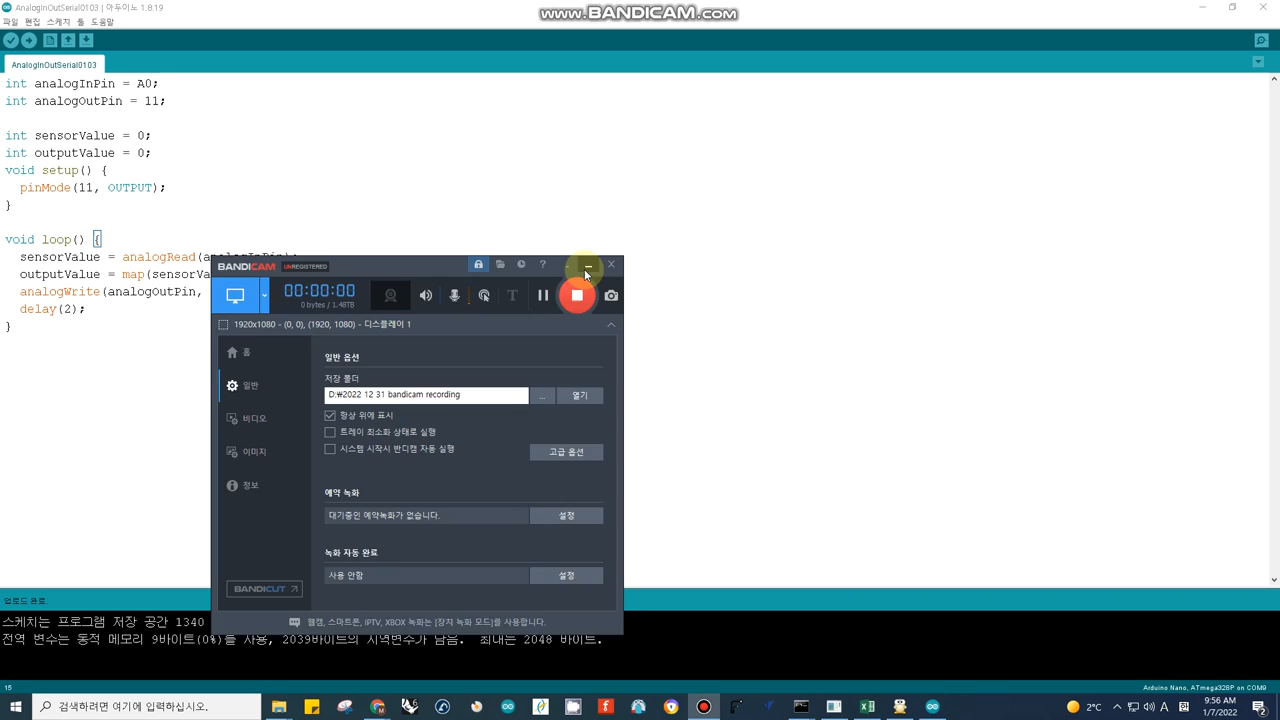 AnalogInOutSerial0103 | 아두이노 1.8.19
www.BANDICAM.com
파일 편집 스케치 툴 도움말
AnalogInOutSerial0103
int analogInPin = A0;
int analogOutPin = 11;
int sensorValue = 0;
int outputValue = 0;
void setup() {
pinMode(11, OUTPUT);
}
void loop() {
sensorValue = analogRead(analogInPin);
outputValue = map(sensorVa
analogWrite(analogOutPin,
delay(2);
}
BANDICAM UNREGISTERED
00:00:00
0 bytes / 1.48TB
1920x1080 - (0, 0), (1920, 1080) - 디스플레이 1
홈
일반
비디오
이미지
정보
일반 옵션
저장 폴더
D:₩2022 12 31 bandicam recording
... 열기
항상 위에 표시
트레이 최소화 상태로 실행
시스템 시작시 반디캠 자동 실행
고급 옵션
예약 녹화
대기중인 예약녹화가 없습니다. 설정
녹화 자동 완료
사용 안함 설정
BANDICUT
웹캠, 스마트폰, IPTV, XBOX 녹화는 [장치 녹화 모드]를 사용합니다.
업로드 완료.
스케치는 프로그램 저장 공간 1340
전역 변수는 동적 메모리 9바이트(0%)를 사용, 2039바이트의 지역변수가 남음. 최대는 2048 바이트.
15
Arduino Nano, ATmega328P on COM9
검색하려면 여기에 입력하십시오.
2°C
9:56 AM
1/7/2022